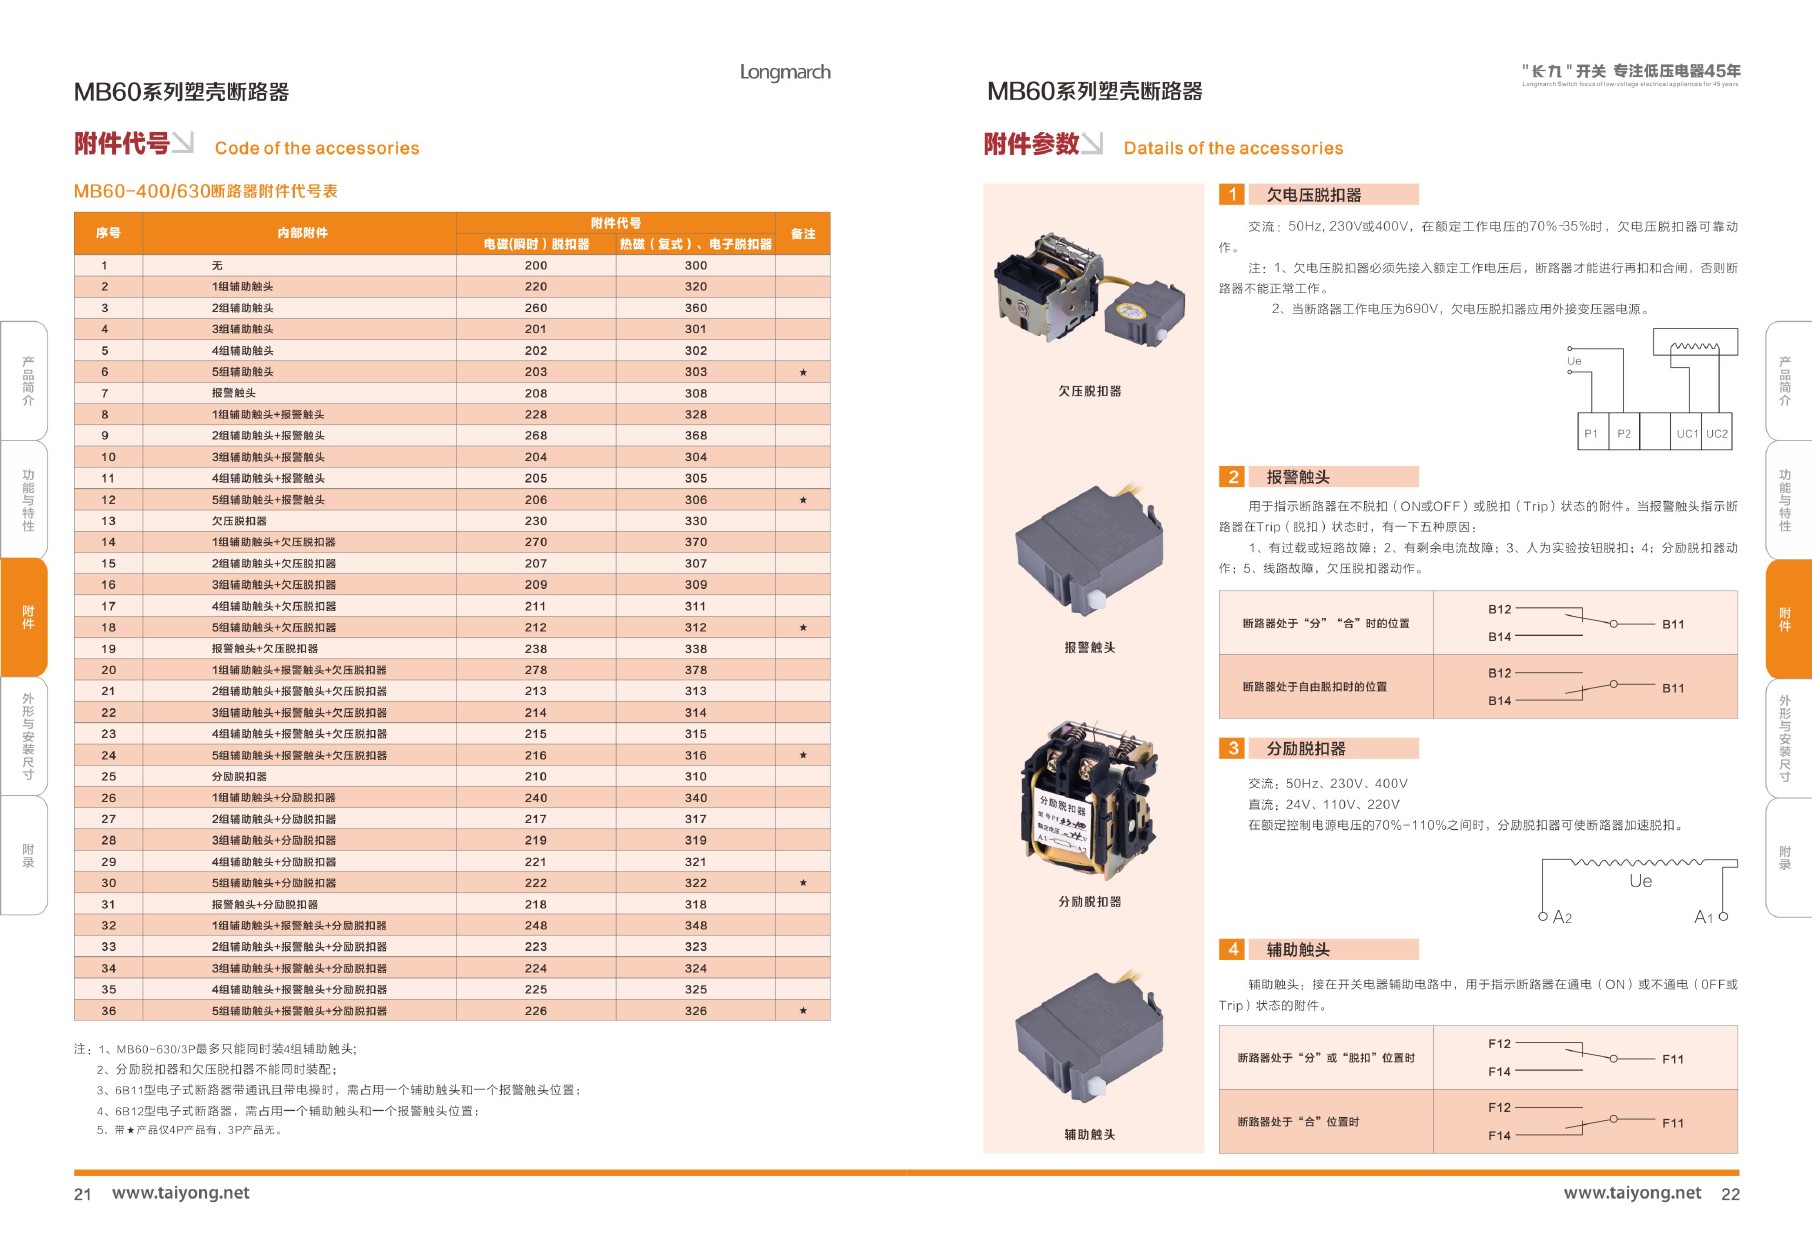 Longmarch
MB60系列塑壳断路器
附件代号 Code of the accessories
MB60-400/630断路器附件代号表
序号 内部附件 附件代号 备注
电磁(瞬时)脱扣器 热磁(复式)、电子脱扣器
1 无 200 300
2 1组辅助触头 220 320
3 2组辅助触头 260 360
4 3组辅助触头 201 301
5 4组辅助触头 202 302
6 5组辅助触头 203 303 ★
7 报警触头 208 308
8 1组辅助触头+报警触头 228 328
9 2组辅助触头+报警触头 268 368
10 3组辅助触头+报警触头 204 304
11 4组辅助触头+报警触头 205 305
12 5组辅助触头+报警触头 206 306 ★
13 欠压脱扣器 230 330
14 1组辅助触头+欠压脱扣器 270 370
15 2组辅助触头+欠压脱扣器 207 307
16 3组辅助触头+欠压脱扣器 209 309
17 4组辅助触头+欠压脱扣器 211 311
18 5组辅助触头+欠压脱扣器 212 312 ★
19 报警触头+欠压脱扣器 238 338
20 1组辅助触头+报警触头+欠压脱扣器 278 378
21 2组辅助触头+报警触头+欠压脱扣器 213 313
22 3组辅助触头+报警触头+欠压脱扣器 214 314
23 4组辅助触头+报警触头+欠压脱扣器 215 315
24 5组辅助触头+报警触头+欠压脱扣器 216 316 ★
25 分励脱扣器 210 310
26 1组辅助触头+分励脱扣器 240 340
27 2组辅助触头+分励脱扣器 217 317
28 3组辅助触头+分励脱扣器 219 319
29 4组辅助触头+分励脱扣器 221 321
30 5组辅助触头+分励脱扣器 222 322 ★
31 报警触头+分励脱扣器 218 318
32 1组辅助触头+报警触头+分励脱扣器 248 348
33 2组辅助触头+报警触头+分励脱扣器 223 323
34 3组辅助触头+报警触头+分励脱扣器 224 324
35 4组辅助触头+报警触头+分励脱扣器 225 325
36 5组辅助触头+报警触头+分励脱扣器 226 326 ★
注：1、MB60-630/3P最多只能同时装4组辅助触头;
2、分励脱扣器和欠压脱扣器不能同时装配;
3、6B11型电子式断路器带通讯且带电操时，需占用一个辅助触头和一个报警触头位置;
4、6B12型电子式断路器，需占用一个辅助触头和一个报警触头位置;
5、带★产品仅4P产品有，3P产品无。
产品简介
功能与特性
附件
外形与安装尺寸
附录
21 www.taiyong.net
"长九"开关 专注低压电器45年
Longmarch Switch focus of low-voltage electrical appliances for 45 years
MB60系列塑壳断路器
附件参数 Datails of the accessories
欠压脱扣器
报警触头
分励脱扣器
分励脱扣器
辅助触头
1 欠电压脱扣器
交流：50Hz, 230V或400V，在额定工作电压的70%-35%时，欠电压脱扣器可靠动
作。
注：1、欠电压脱扣器必须先接入额定工作电压后，断路器才能进行再扣和合闸，否则断
路器不能正常工作。
2、当断路器工作电压为690V，欠电压脱扣器应用外接变压器电源。
Ue
P1 P2 UC1 UC2
2 报警触头
用于指示断路器在不脱扣（ON或OFF）或脱扣（Trip）状态的附件。当报警触头指示断
路器在Trip（脱扣）状态时，有一下五种原因：
1、有过载或短路故障；2、有剩余电流故障；3、人为实验按钮脱扣；4；分励脱扣器动
作；5、线路故障，欠压脱扣器动作。
断路器处于“分”“合”时的位置 B12 B14 B11
断路器处于自由脱扣时的位置 B12 B14 B11
3 分励脱扣器
交流：50Hz、230V、400V
直流：24V、110V、220V
在额定控制电源电压的70%-110%之间时，分励脱扣器可使断路器加速脱扣。
Ue
A2 A1
4 辅助触头
辅助触头：接在开关电器辅助电路中，用于指示断路器在通电（ON）或不通电（0FF或
Trip）状态的附件。
断路器处于“分”或“脱扣”位置时 F12 F14 F11
断路器处于“合”位置时 F12 F14 F11
产品简介
功能与特性
附件
外形与安装尺寸
附录
www.taiyong.net 22